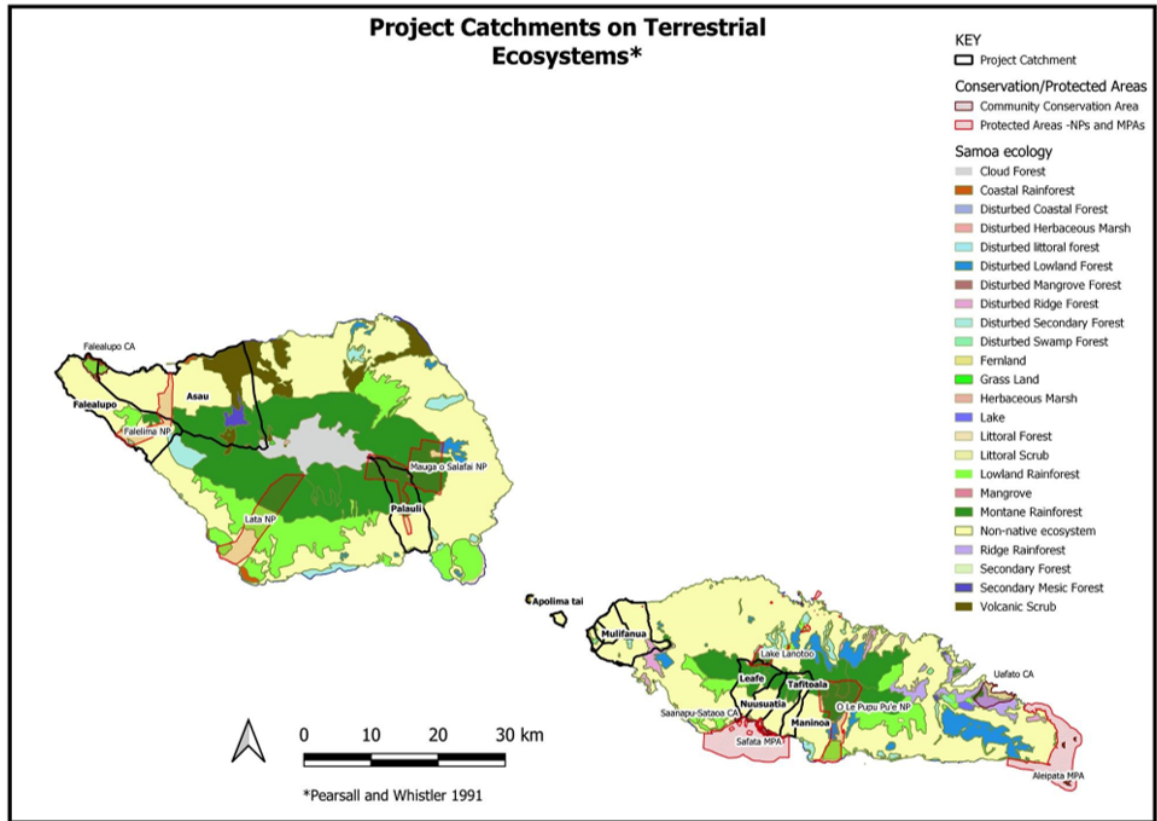 Project Catchments on Terrestrial
Ecosystems*
KEY
Project Catchment
Conservation/Protected Areas
Community Conservation Area
Protected Areas -NPs and MPAs
Samoa ecology
Cloud Forest
Coastal Rainforest
Disturbed Coastal Forest
Disturbed Herbaceous Marsh
Disturbed littoral forest
Disturbed Lowland Forest
Disturbed Mangrove Forest
Disturbed Ridge Forest
Disturbed Secondary Forest
Disturbed Swamp Forest
Fernland
Grass Land
Herbaceous Marsh
Lake
Littoral Forest
Littoral Scrub
Lowland Rainforest
Mangrove
Montane Rainforest
Non-native ecosystem
Ridge Rainforest
Secondary Forest
Secondary Mesic Forest
Volcanic Scrub
Falealupo CA
Falealupo
Asau
Falelima NP
Mauga o Salafai NP
Palauli
Lata NP
Apolima tai
Mulifanua
Lake Lanotoo
Leafe
Tafitoala
Uafato CA
Nuusuatia
O Le Pupu Pu'e NP
Saanapu-Sataoa CA
Maninoa
Safata MPA
Aleipata MPA
0 10 20 30 km
*Pearsall and Whistler 1991